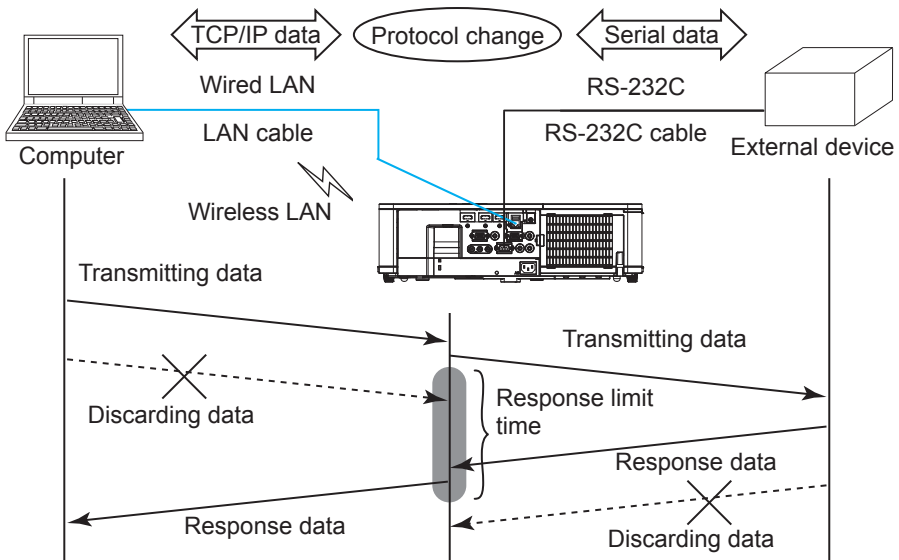 TCP/IP data
Protocol change
Serial data
Wired LAN
RS-232C
LAN cable
RS-232C cable
Computer
External device
Wireless LAN
Transmitting data
Transmitting data
Discarding data
Response limit
time
Response data
Response data
Discarding data